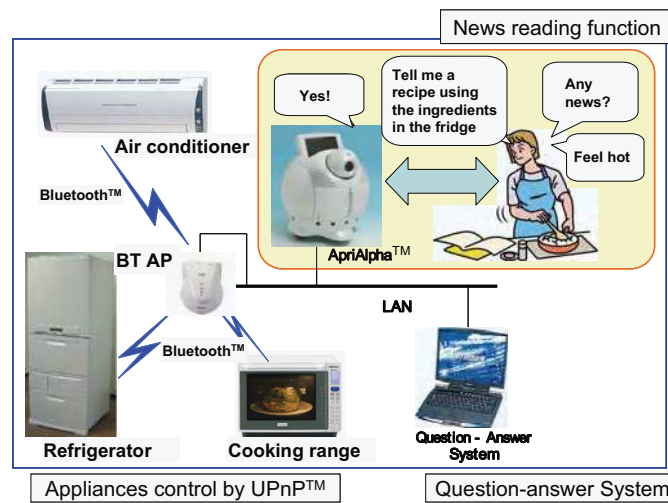 News reading function
Yes!
Tell me a
recipe using
the ingredients
in the fridge
Any
news?
Feel hot
Air conditioner
Bluetooth™
ApriAlpha™
BT AP
LAN
Bluetooth™
Refrigerator
Cooking range
Question - Answer
System
Appliances control by UPnP™
Question-answer System